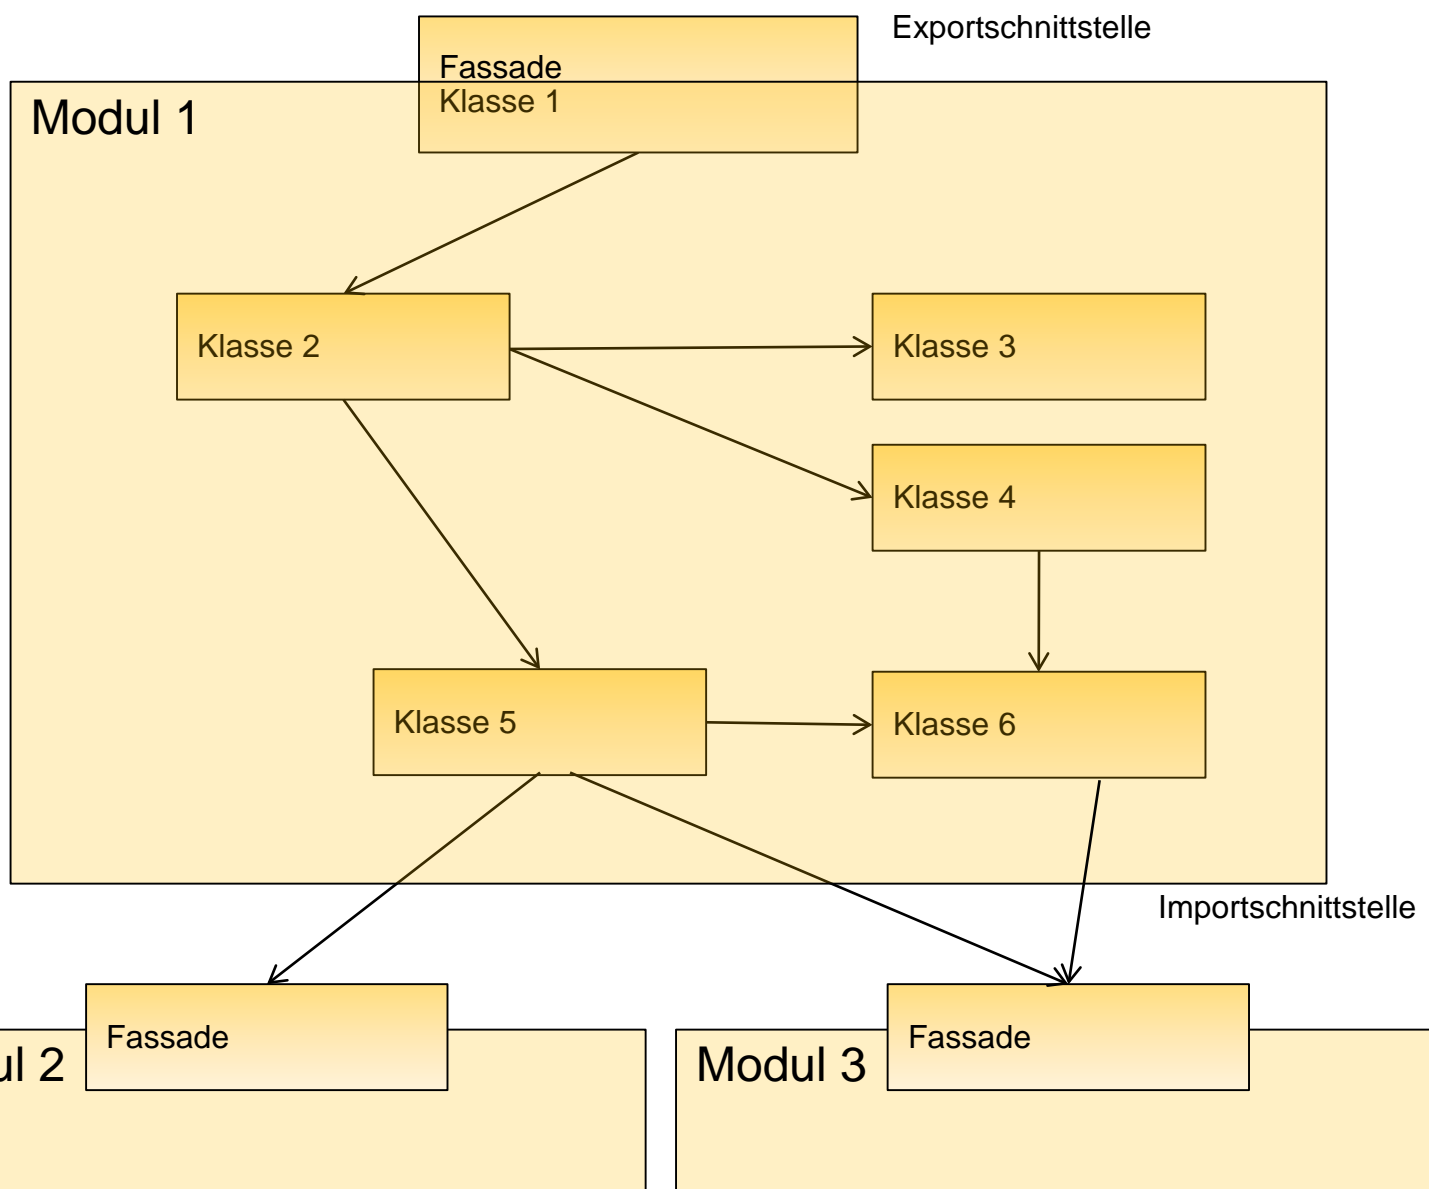 Exportschnittstelle
Fassade
Klasse 1
Modul 1
Klasse 2
Klasse 3
Klasse 4
Klasse 5
Klasse 6
Importschnittstelle
Fassade
ul 2
Fassade
Modul 3